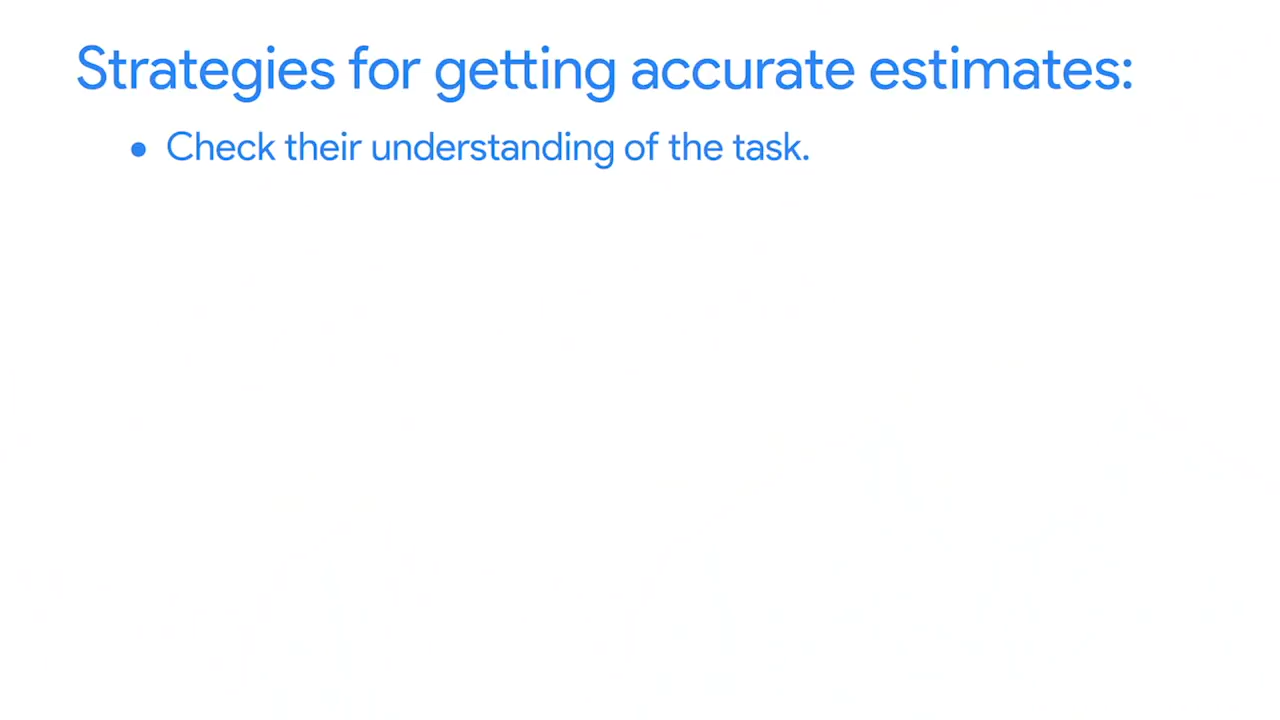 Strategies for getting accurate estimates:
• Check their understanding of the task.